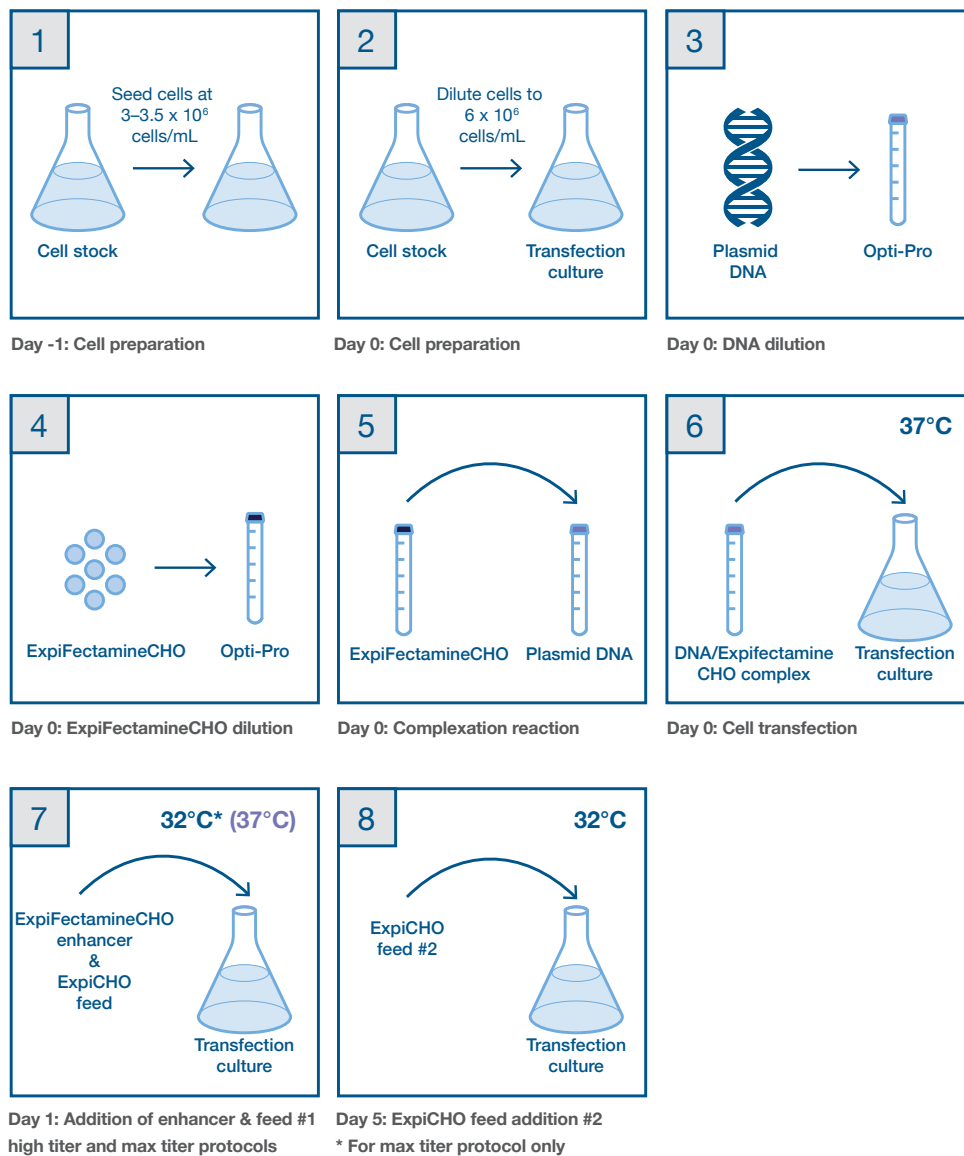 1
Seed cells at
3–3.5 x 10⁶
cells/mL
Cell stock
Day -1: Cell preparation
2
Dilute cells to
6 x 10⁶
cells/mL
Cell stock
Transfection
culture
Day 0: Cell preparation
3
Plasmid
DNA
Opti-Pro
Day 0: DNA dilution
4
ExpiFectamineCHO
Opti-Pro
Day 0: ExpiFectamineCHO dilution
5
ExpiFectamineCHO
Plasmid DNA
Day 0: Complexation reaction
6
37°C
DNA/Expifectamine
CHO complex
Transfection
culture
Day 0: Cell transfection
7
32°C* (37°C)
ExpiFectamineCHO
enhancer
&
ExpiCHO
feed
Transfection
culture
Day 1: Addition of enhancer & feed #1
high titer and max titer protocols
8
32°C
ExpiCHO
feed #2
Transfection
culture
Day 5: ExpiCHO feed addition #2
* For max titer protocol only